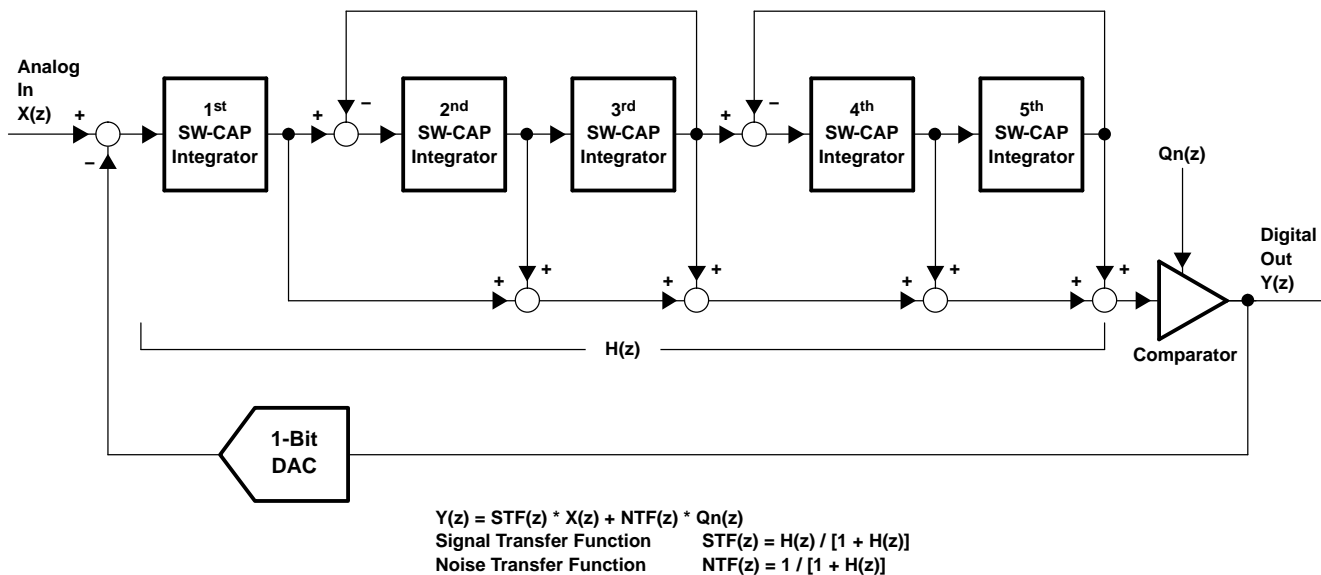 Analog
In
X(z)
+
−
1st
SW-CAP
Integrator
+
−
2nd
SW-CAP
Integrator
3rd
SW-CAP
Integrator
+
−
4th
SW-CAP
Integrator
5th
SW-CAP
Integrator
Qn(z)
+
+
+
+
+
+
+
+
Digital
Out
Y(z)
Comparator
H(z)
1-Bit
DAC
Y(z) = STF(z) * X(z) + NTF(z) * Qn(z)
Signal Transfer Function STF(z) = H(z) / [1 + H(z)]
Noise Transfer Function NTF(z) = 1 / [1 + H(z)]